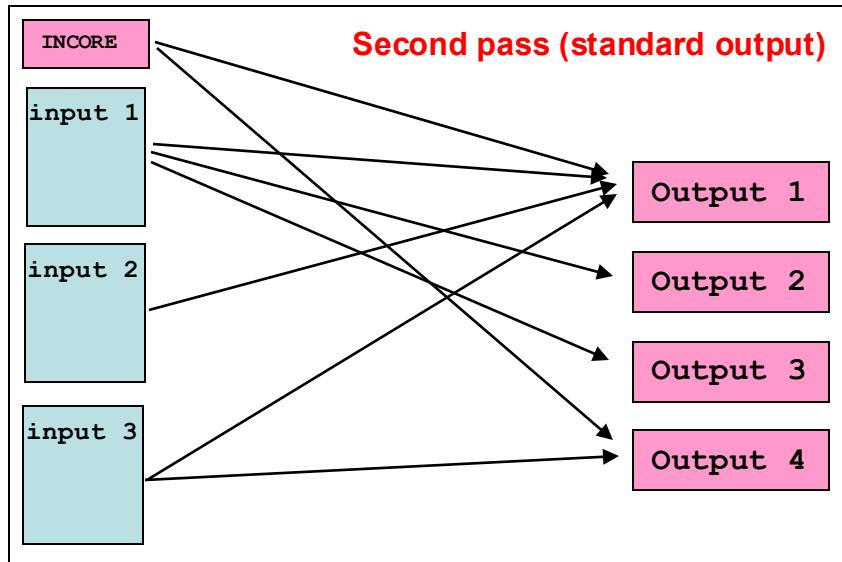 INCORE
Second pass (standard output)
input 1
input 2
input 3
Output 1
Output 2
Output 3
Output 4